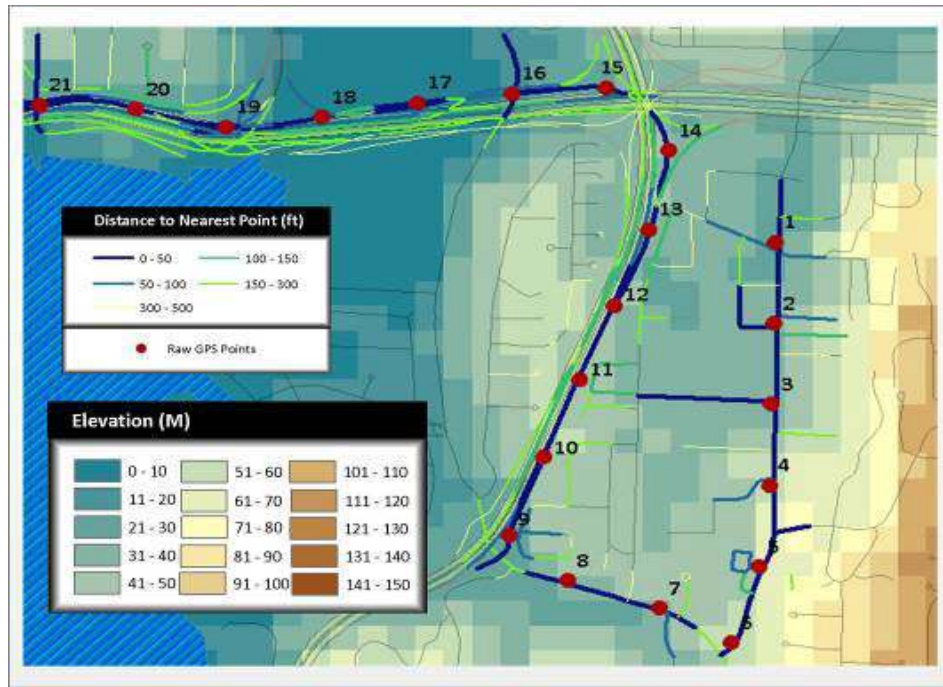 21
20
19
18
17
16
15
14
13
12
11
10
9
8
7
6
5
4
3
2
1
Distance to Nearest Point (ft)
0 - 50 100 - 150
50 - 100 150 - 300
300 - 500
Raw GPS Points
Elevation (M)
0 - 10 51 - 60 101 - 110
11 - 20 61 - 70 111 - 120
21 - 30 71 - 80 121 - 130
31 - 40 81 - 90 131 - 140
41 - 50 91 - 100 141 - 150